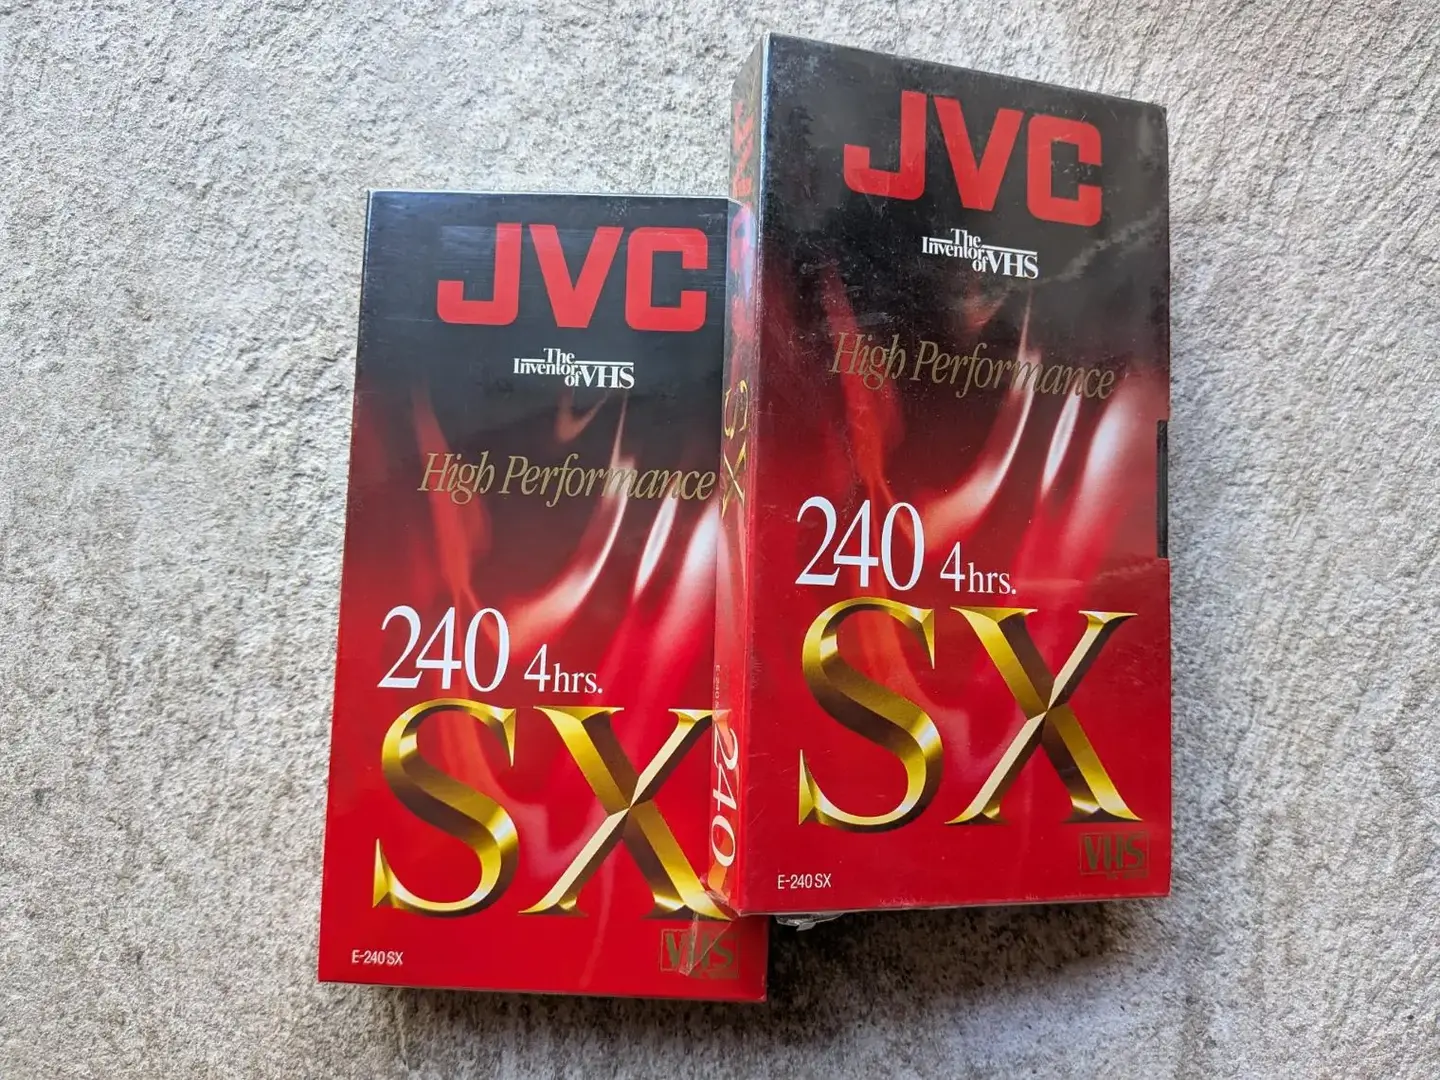 JVC
The
Inventor
of VHS
High Performance
240 4hrs.
SX
E-240 SX
VHS
JVC
The
Inventor
of VHS
High Performance
240 4hrs.
SX
E-240 SX
VHS
SX
240